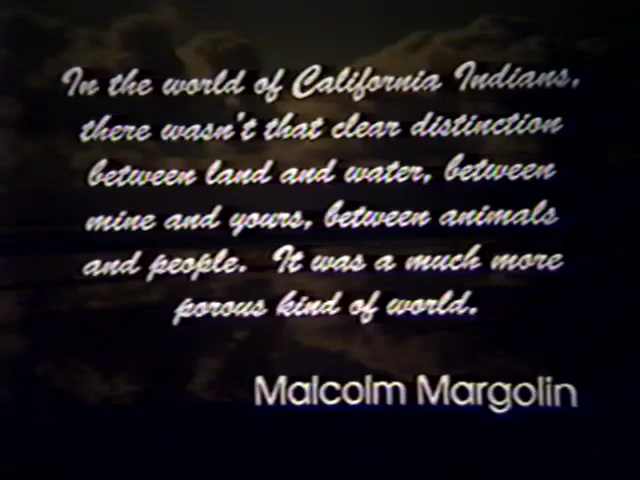 In the world of California Indians,
there wasn't that clear distinction
between land and water, between
mine and yours, between animals
and people. It was a much more
porous kind of world.
Malcolm Margolin